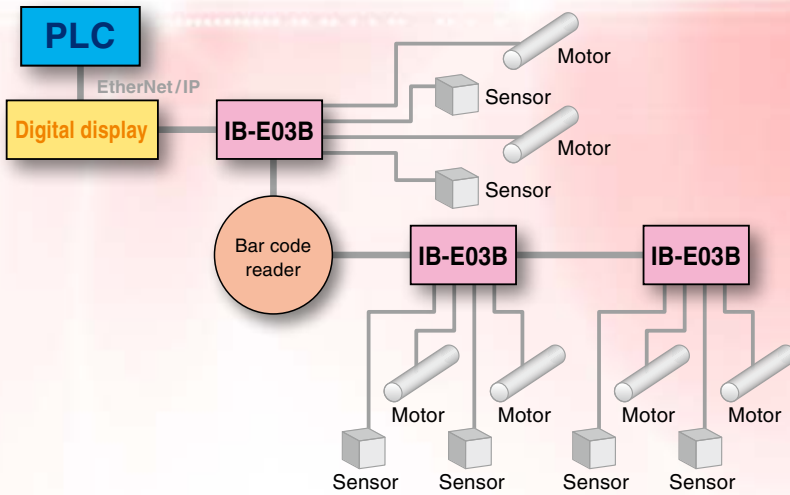 PLC
EtherNet/IP
Digital display
IB-E03B
Motor
Sensor
Motor
Sensor
Bar code
reader
IB-E03B
IB-E03B
Motor
Motor
Motor
Motor
Sensor
Sensor
Sensor
Sensor